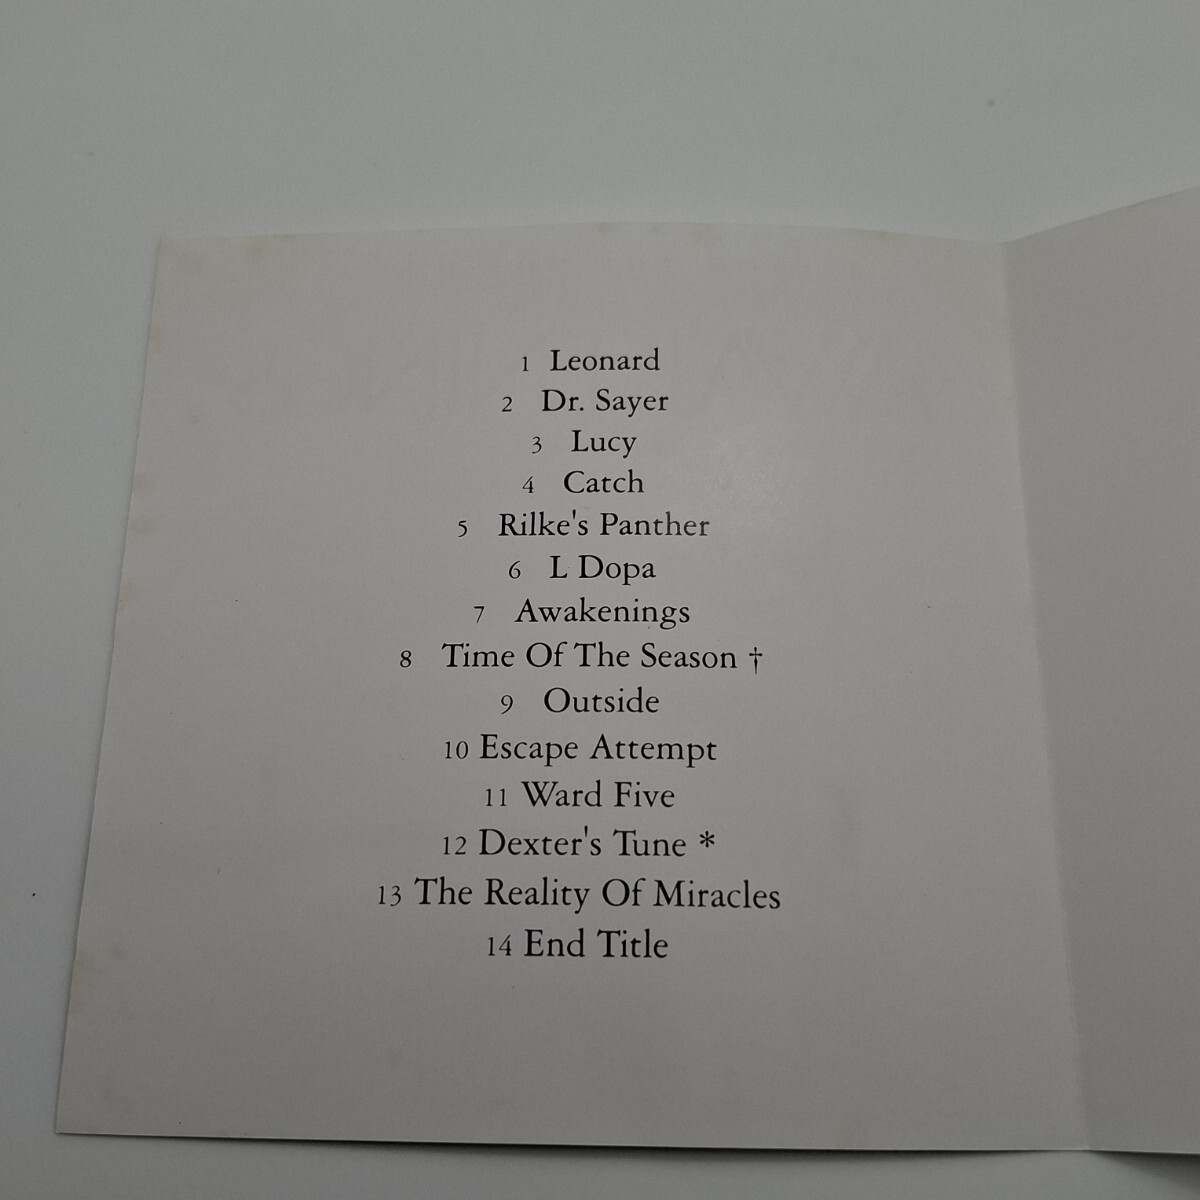 1 Leonard
2 Dr. Sayer
3 Lucy
4 Catch
5 Rilke's Panther
6 L Dopa
7 Awakenings
8 Time Of The Season †
9 Outside
10 Escape Attempt
11 Ward Five
12 Dexter's Tune *
13 The Reality Of Miracles
14 End Title